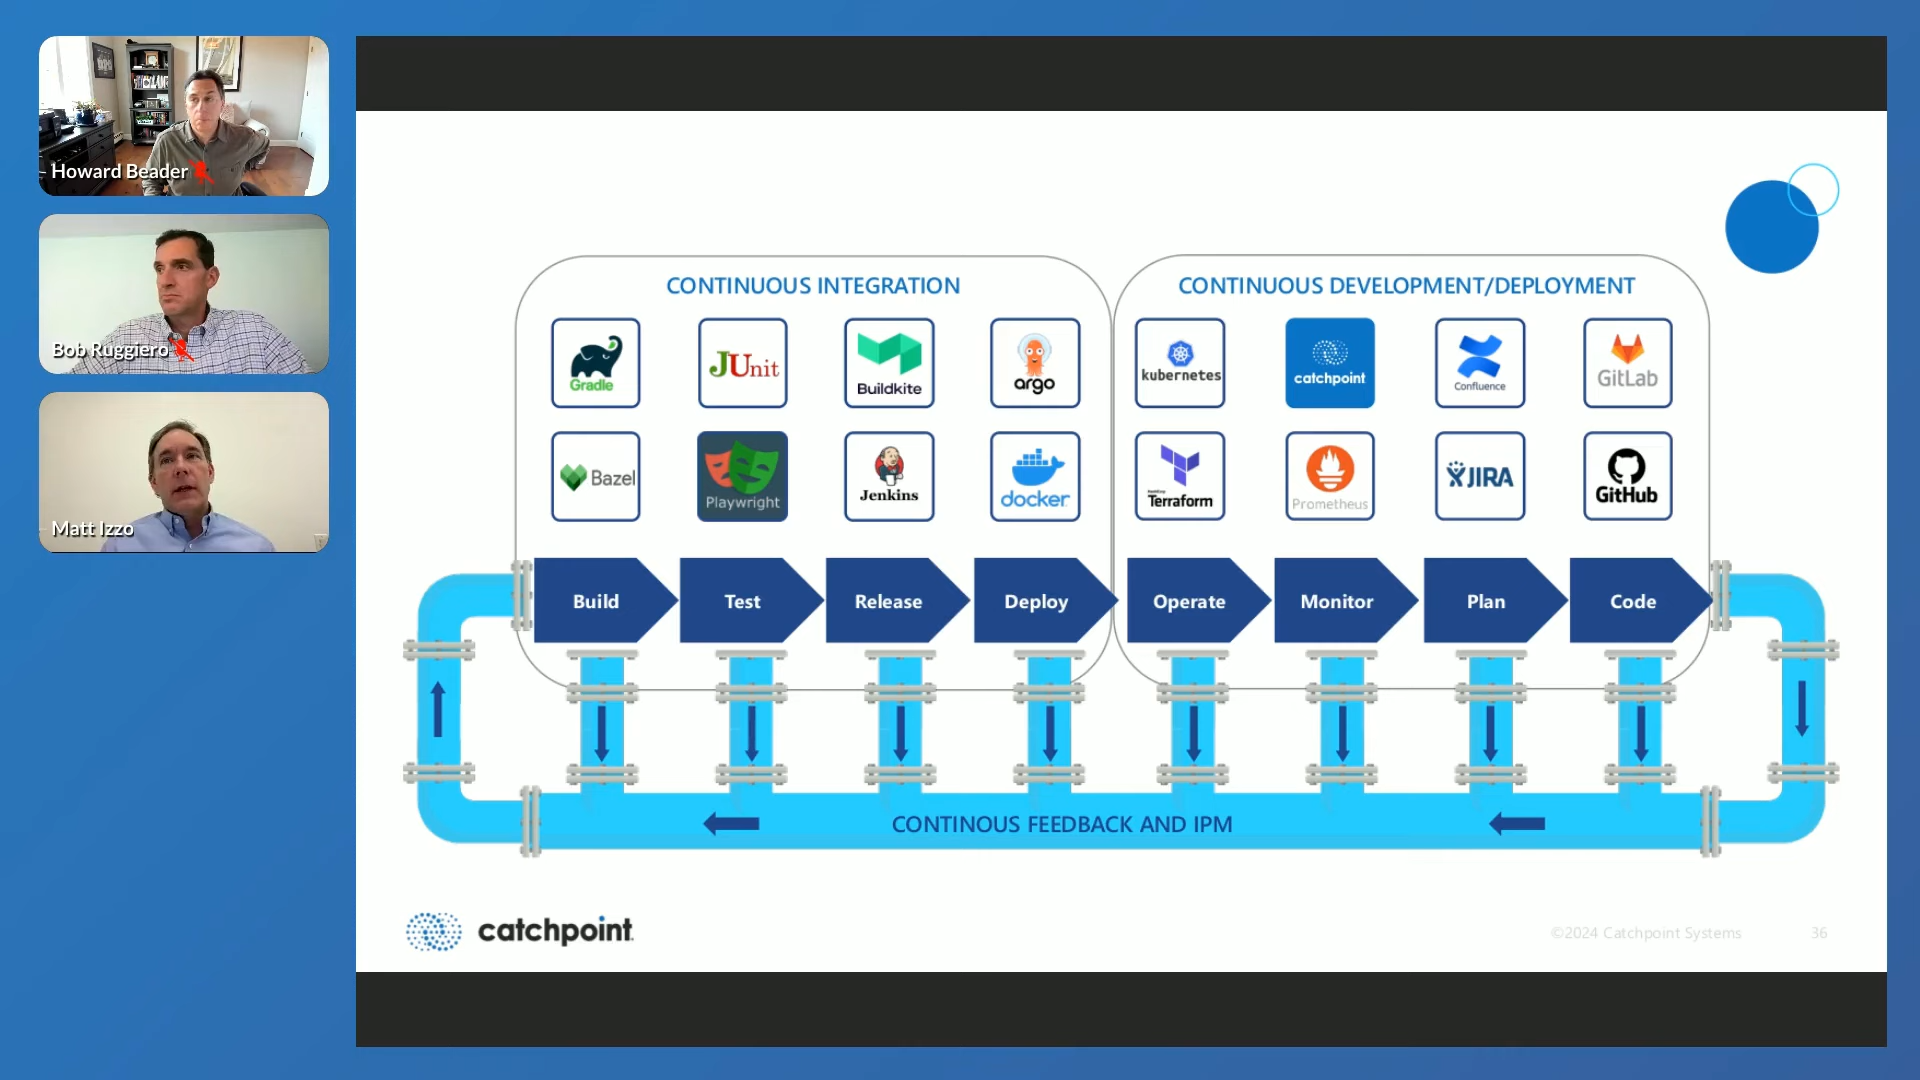 Howard Beader
Bob Ruggiero
Matt Izzo
CONTINUOUS INTEGRATION
CONTINUOUS DEVELOPMENT/DEPLOYMENT
Gradle
JUnit
Buildkite
argo
kubernetes
catchpoint
Confluence
GitLab
Bazel
Playwright
Jenkins
docker
HashiCorp
Terraform
Prometheus
JIRA
GitHub
Build
Test
Release
Deploy
Operate
Monitor
Plan
Code
CONTINOUS FEEDBACK AND IPM
catchpoint
©2024 Catchpoint Systems
36